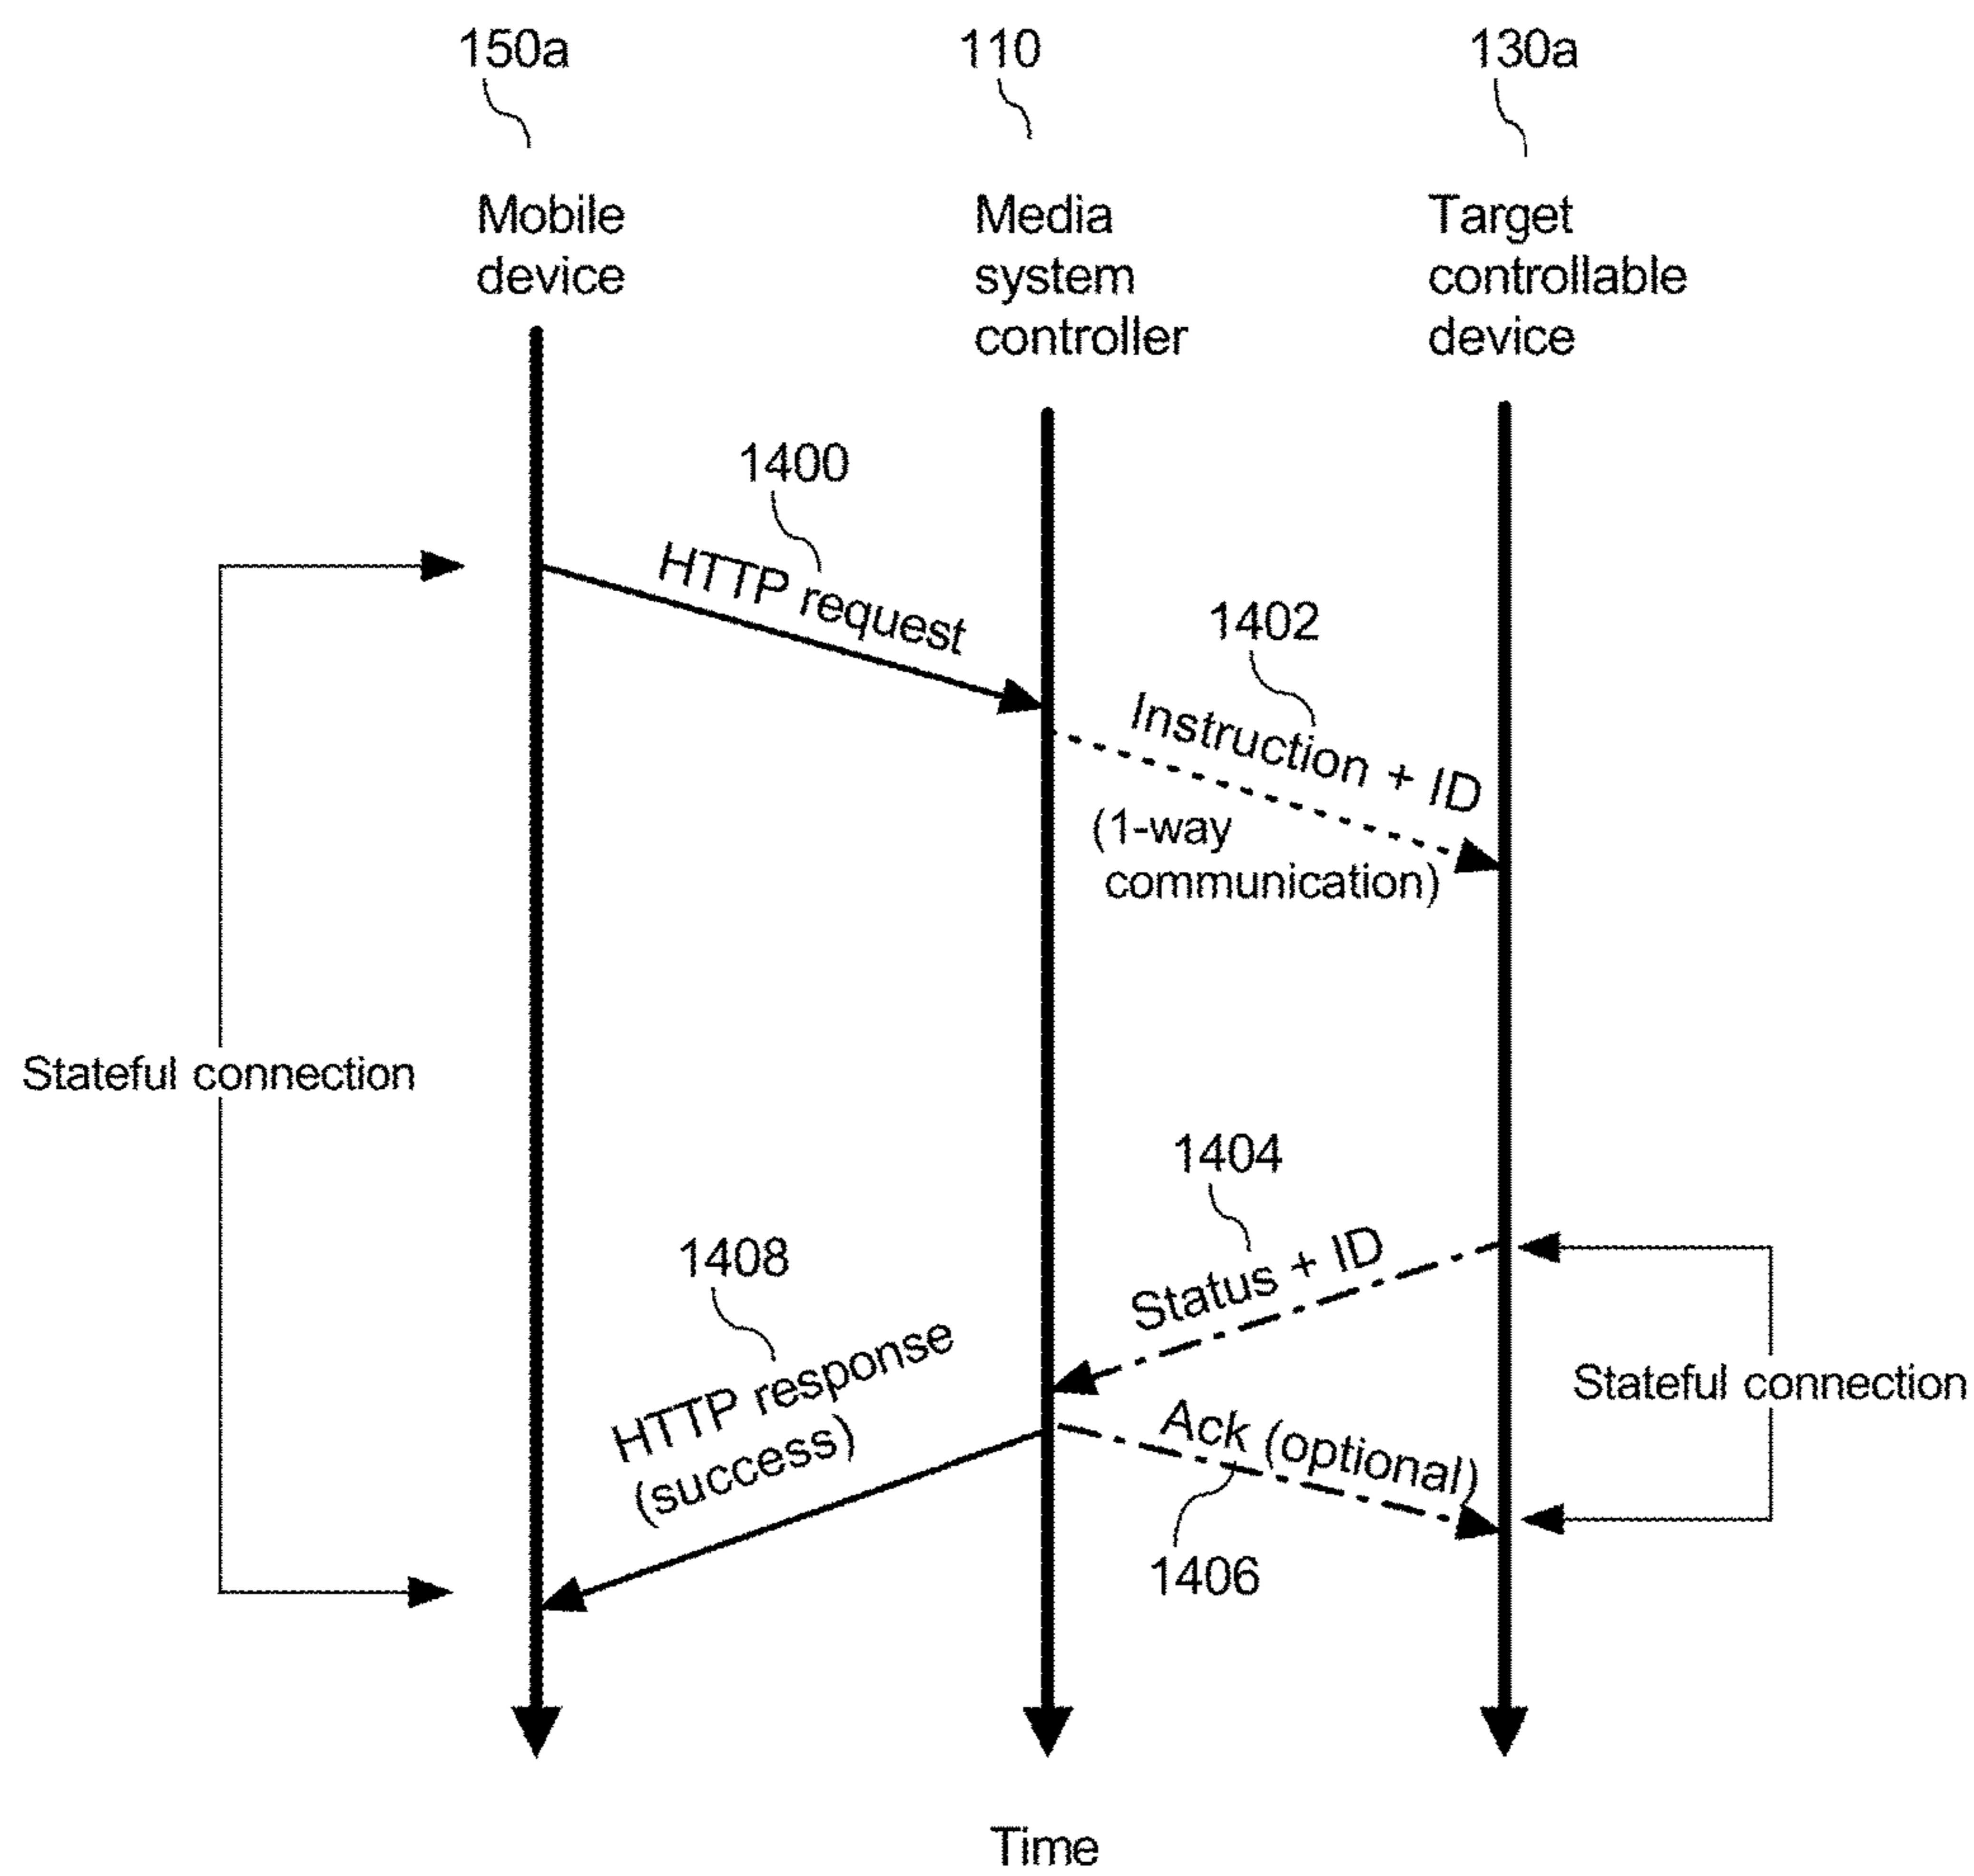 150a
110
130a
Mobile
device
Media
system
controller
Target
controllable
device
1400
HTTP request
1402
Instruction + ID
(1-way
communication)
Stateful connection
1404
Status + ID
1408
HTTP response
(success)
Stateful connection
Ack (optional)
1406
Time